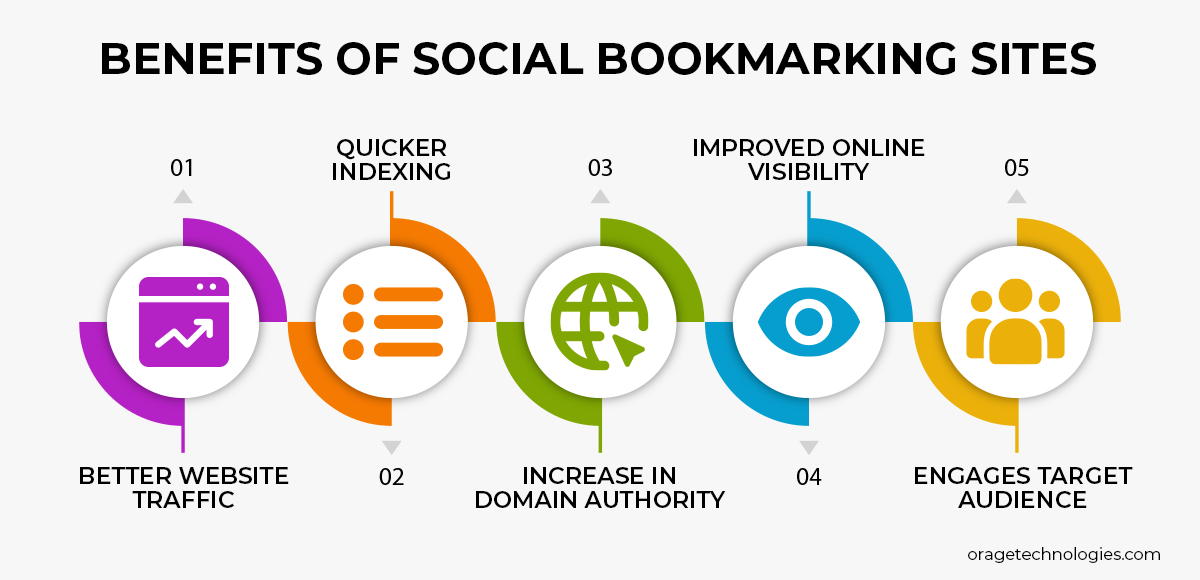 BENEFITS OF SOCIAL BOOKMARKING SITES
01
BETTER WEBSITE
TRAFFIC
QUICKER
INDEXING
02
03
INCREASE IN
DOMAIN AUTHORITY
IMPROVED ONLINE
VISIBILITY
04
05
ENGAGES TARGET
AUDIENCE
oragetechnologies.com